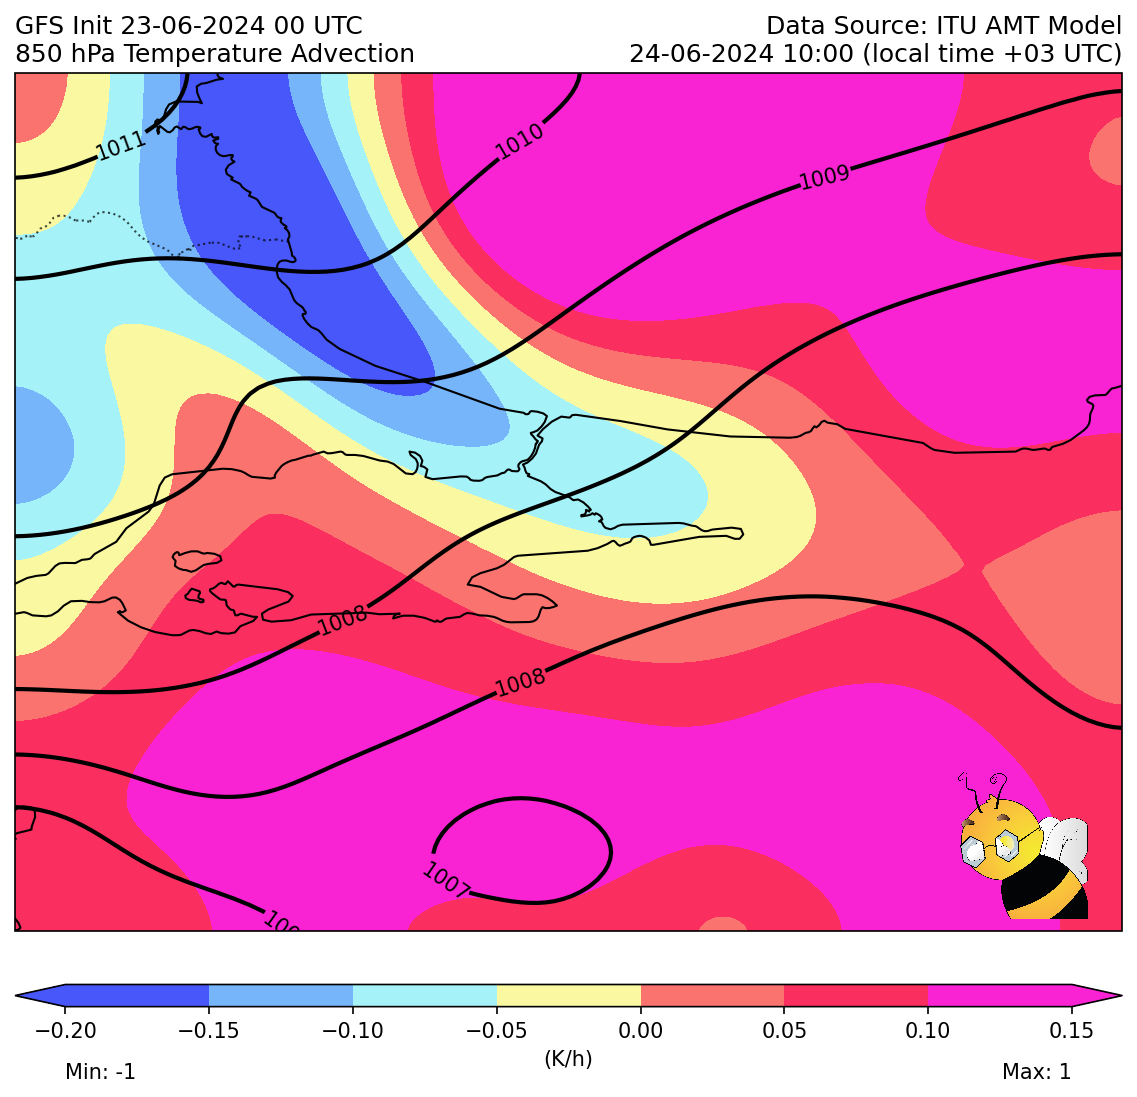 GFS Init 23-06-2024 00 UTC
Data Source: ITU AMT Model
850 hPa Temperature Advection
24-06-2024 10:00 (local time +03 UTC)
1011
1010
1009
1008
1008
1007
−0.20 −0.15 −0.10 −0.05 0.00 0.05 0.10 0.15
(K/h)
Min: -1
Max: 1